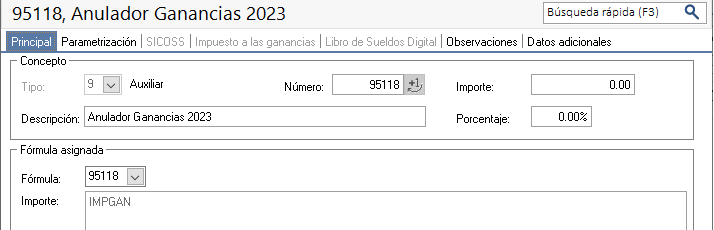 95118, Anulador Ganancias 2023
Búsqueda rápida (F3)
Principal Parametrización SICOSS Impuesto a las ganancias Libro de Sueldos Digital Observaciones Datos adicionales
Concepto
Tipo: 9 Auxiliar Número: 95118 +1 Importe: 0.00
Descripción: Anulador Ganancias 2023 Porcentaje: 0.00%
Fórmula asignada
Fórmula: 95118
Importe: IMPGAN